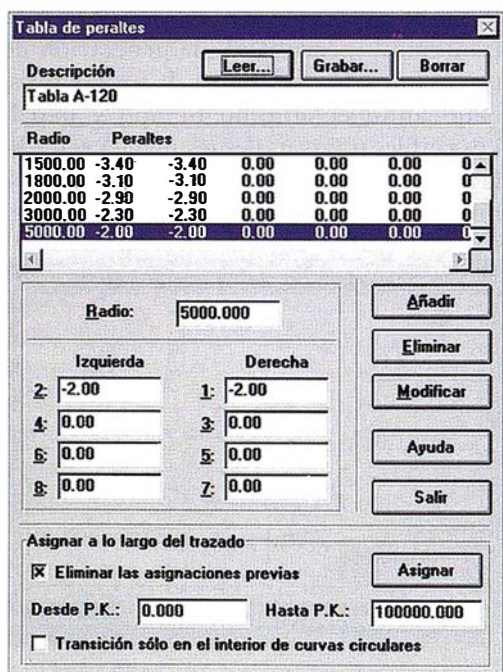 Tabla de peraltes
Descripción Leer... Grabar... Borrar
Tabla A-120
Radio Peraltes
1500.00 -3.40 -3.40 0.00 0.00 0.00 0
1800.00 -3.10 -3.10 0.00 0.00 0.00 0
2000.00 -2.90 -2.90 0.00 0.00 0.00 0
3000.00 -2.30 -2.30 0.00 0.00 0.00 0
5000.00 -2.00 -2.00 0.00 0.00 0.00 0
Radio: 5000.000
Añadir
Eliminar
Modificar
Ayuda
Salir
Izquierda Derecha
2: -2.00 1: -2.00
4: 0.00 3: 0.00
6: 0.00 5: 0.00
8: 0.00 7: 0.00
Asignar a lo largo del trazado
Eliminar las asignaciones previas Asignar
Desde P.K.: 0.000 Hasta P.K.: 100000.000
Transición sólo en el interior de curvas circulares